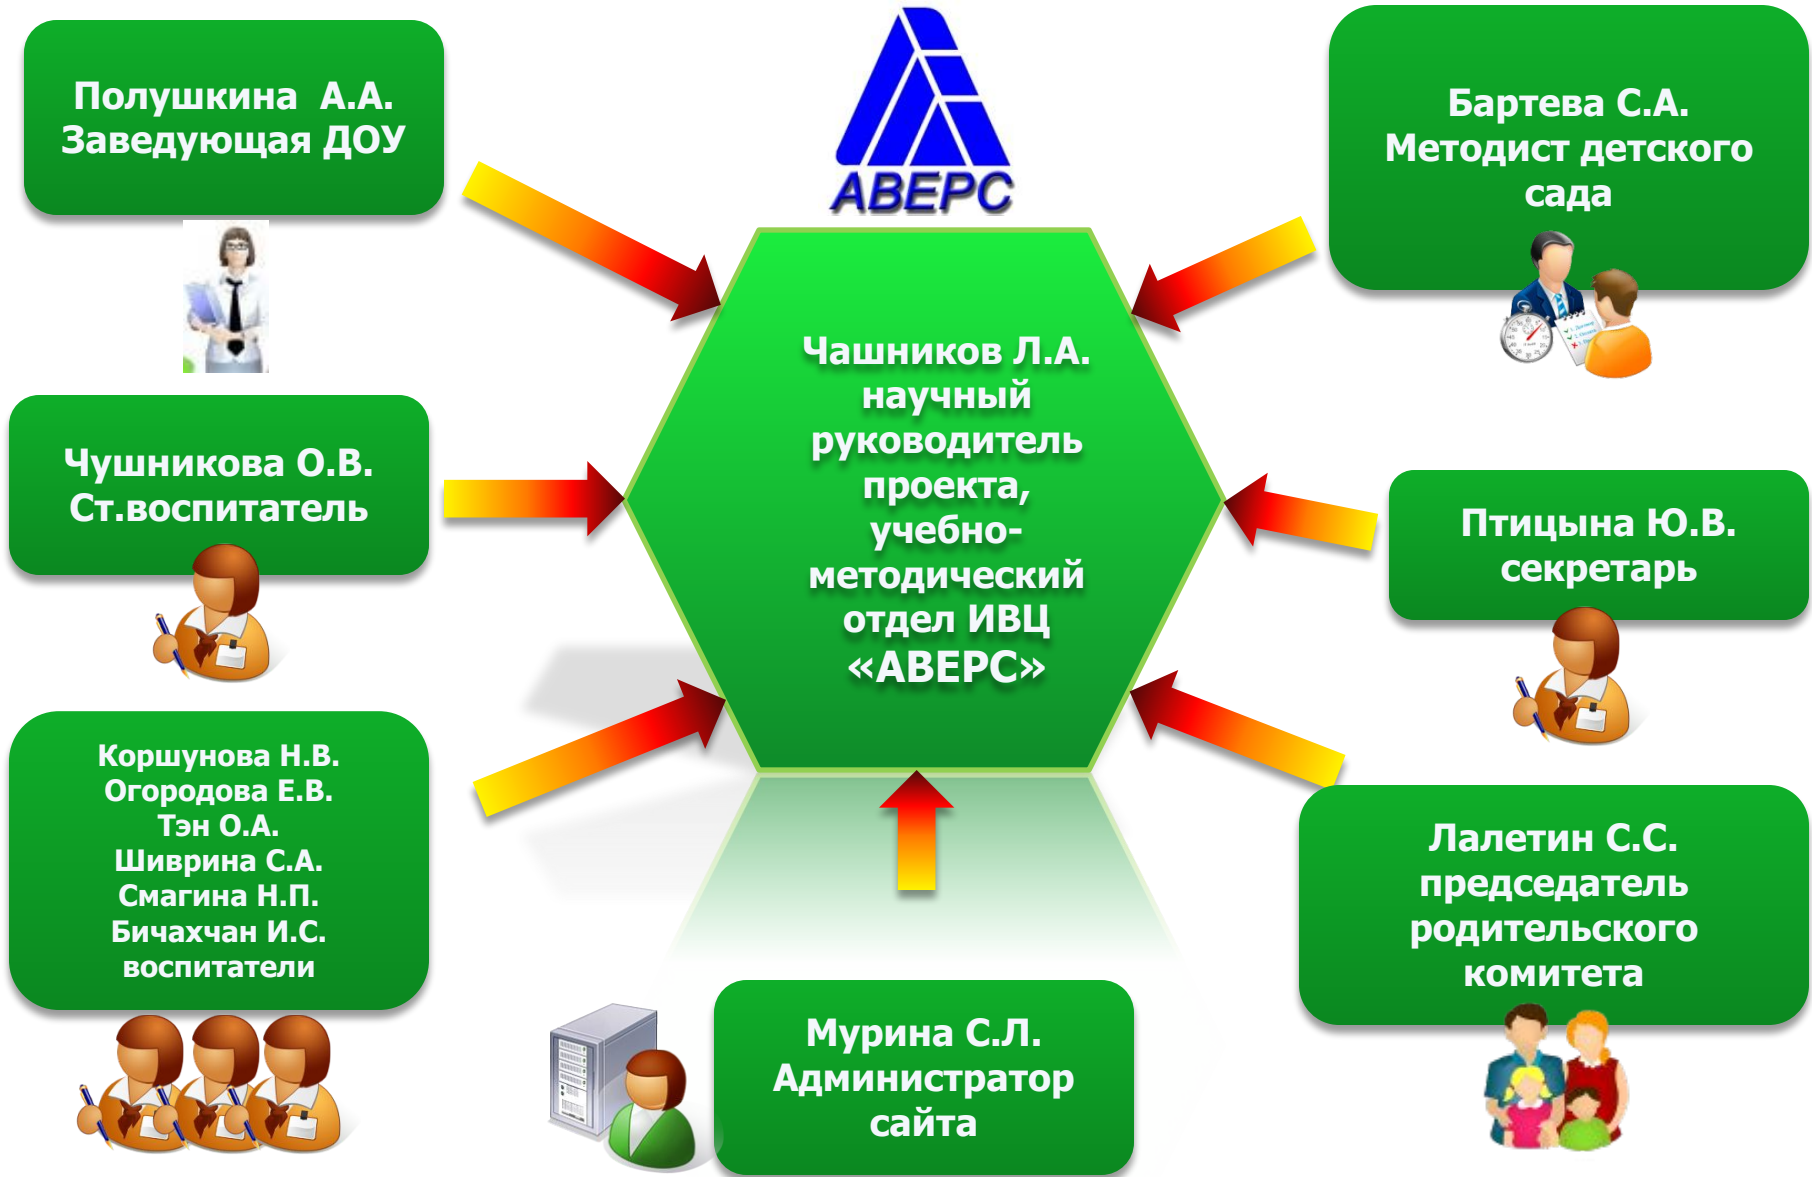 Полушкина А.А.
Заведующая ДОУ
АВЕРС
Бартева С.А.
Методист детского
сада
Чашников Л.А.
научный
руководитель
проекта,
учебно-
методический
отдел ИВЦ
«АВЕРС»
Чушникова О.В.
Ст.воспитатель
Птицына Ю.В.
секретарь
Коршунова Н.В.
Огородова Е.В.
Тэн О.А.
Шиврина С.А.
Смагина Н.П.
Бичахчан И.С.
воспитатели
Лалетин С.С.
председатель
родительского
комитета
Мурина С.Л.
Администратор
сайта